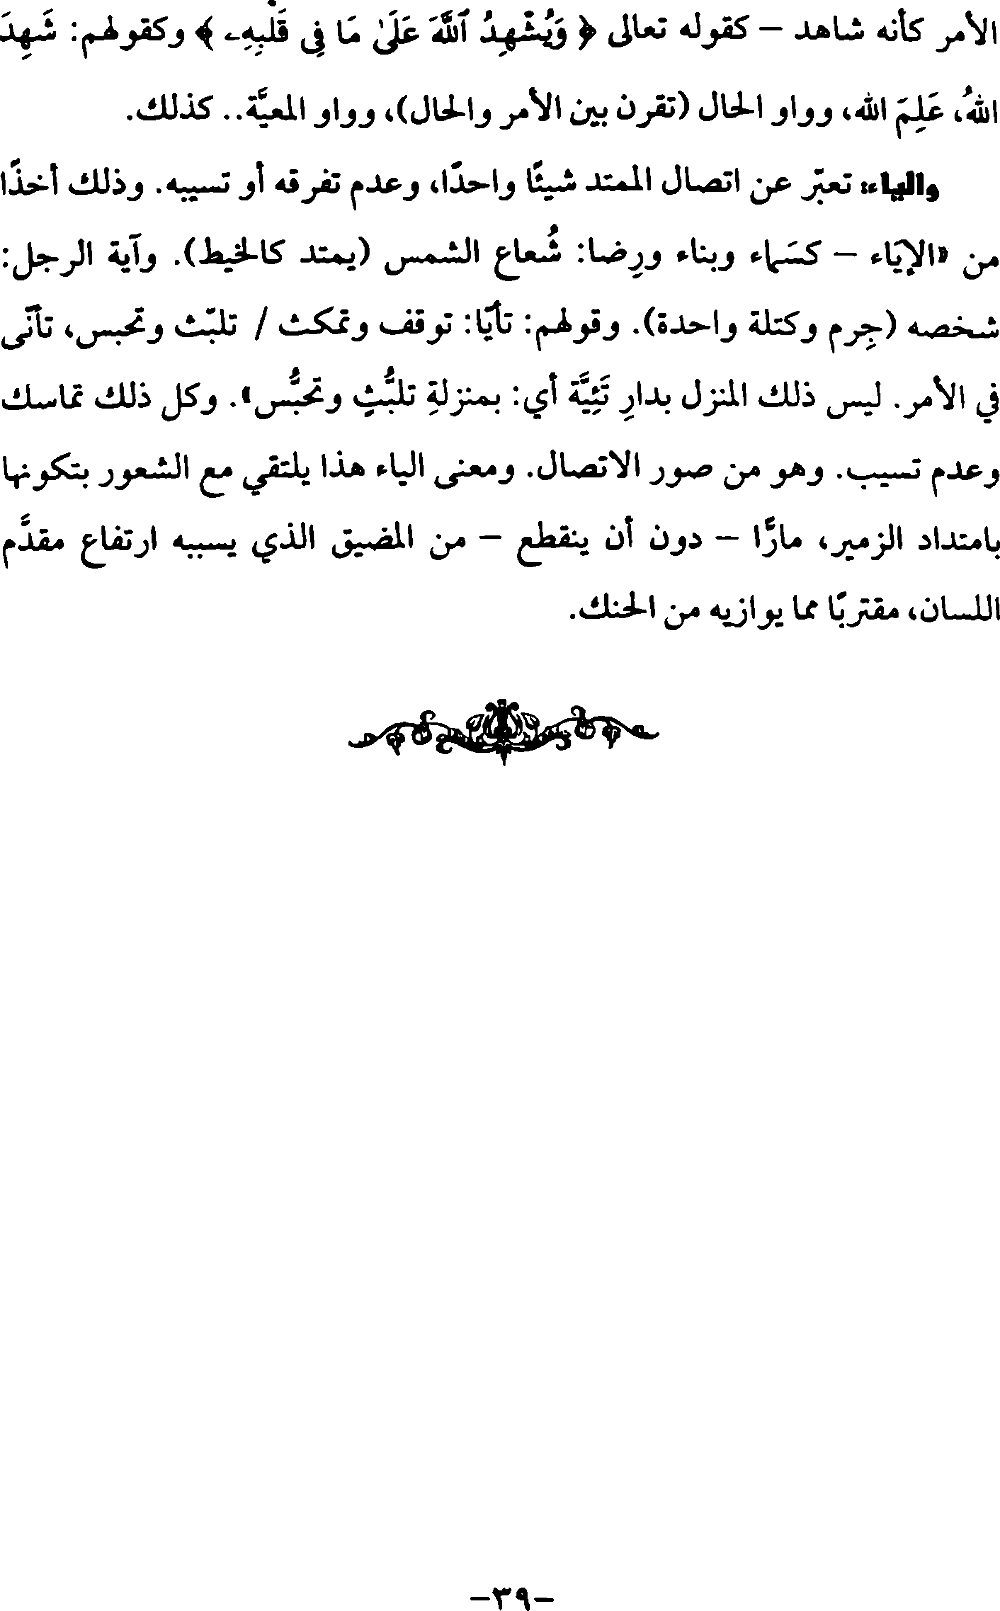 الأمر كأنه شاهد – كقوله تعالى ﴿ وَيُشْهِدُ ٱللَّهَ عَلَىٰ مَا فِى قَلْبِهِۦ ﴾ وكقولهم: شَهِدَ
اللهُ، عَلِمَ الله، وواو الحال (تقرن بين الأمر والحال)، وواو المعيَّة.. كذلك.
والياء: تعبّر عن اتصال الممتد شيئًا واحدًا، وعدم تفرقه أو تسيبه. وذلك أخذًا
من «الإيَاء – كسَماء وبناء ورِضا: شُعاع الشمس (يمتد كالخيط). وآية الرجل:
شخصه (جِرم وكتلة واحدة). وقولهم: تأيّا: توقف وتمكث / تلبّث وتحبس، تأنّى
في الأمر. ليس ذلك المنزل بدارِ تَئِيَّة أي: بمنزلةِ تلبُّثٍ وتحبُّس». وكل ذلك تماسك
وعدم تسيب. وهو من صور الاتصال. ومعنى الياء هذا يلتقي مع الشعور بتكونها
بامتداد الزمير، مارًّا – دون أن ينقطع – من المضيق الذي يسببه ارتفاع مقدَّم
اللسان، مقتربًا مما يوازيه من الحنك.
-٣٩-